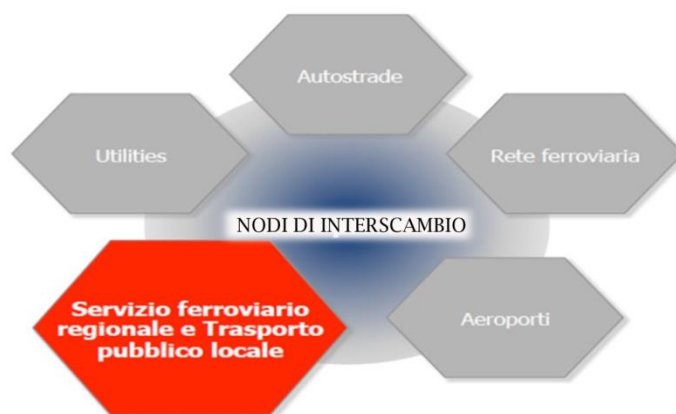 Autostrade
Utilities
Rete ferroviaria
NODI DI INTERSCAMBIO
Servizio ferroviario
regionale e Trasporto
pubblico locale
Aeroporti